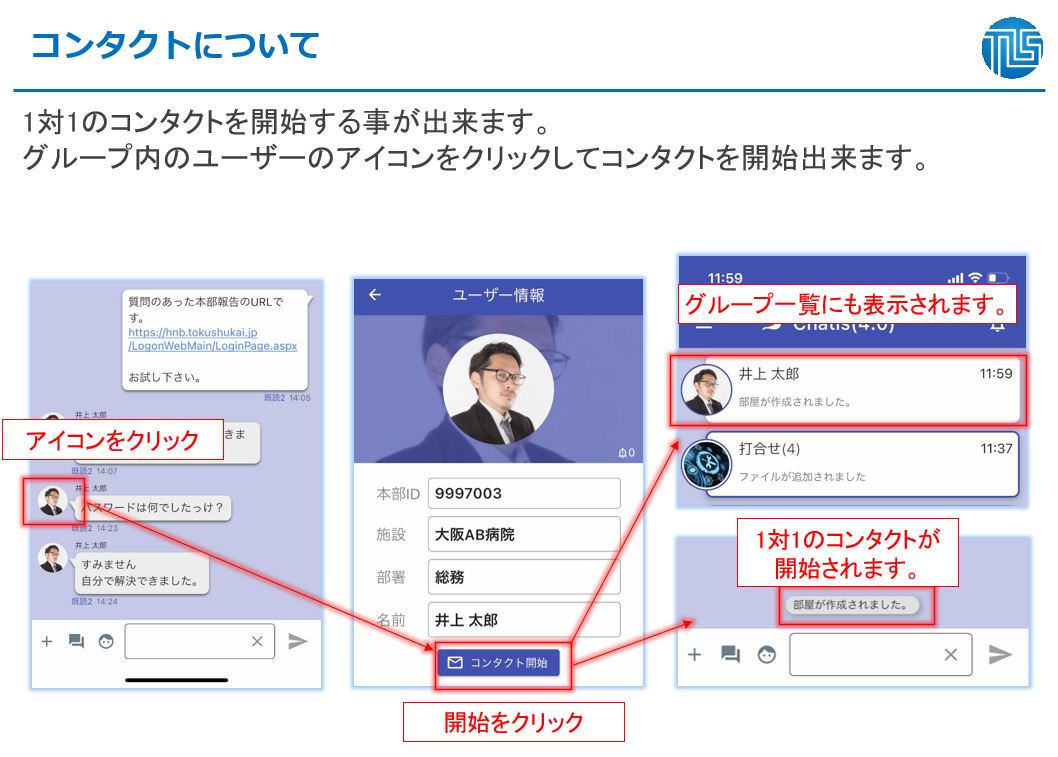 コンタクトについて
TLS
1対1のコンタクトを開始する事が出来ます。
グループ内のユーザーのアイコンをクリックしてコンタクトを開始出来ます。
質問のあった本部報告のURLで
す。
https://hnb.tokushukai.jp
/LogonWebMain/LoginPage.aspx
お試し下さい。
既読2 14:05
井上 太郎
きま
アイコンをクリック
既読2 14:07
井上 太郎
パスワードは何でしたっけ？
既読2 14:23
井上 太郎
すみません
自分で解決できました。
既読2 14:24
ユーザー情報
0
本部ID 9997003
施設 大阪AB病院
部署 総務
名前 井上 太郎
コンタクト開始
開始をクリック
11:59
グループ一覧にも表示されます。
Chatis(4.0)
井上 太郎 11:59
部屋が作成されました。
打合せ(4) 11:37
ファイルが追加されました
1対1のコンタクトが
開始されます。
部屋が作成されました。